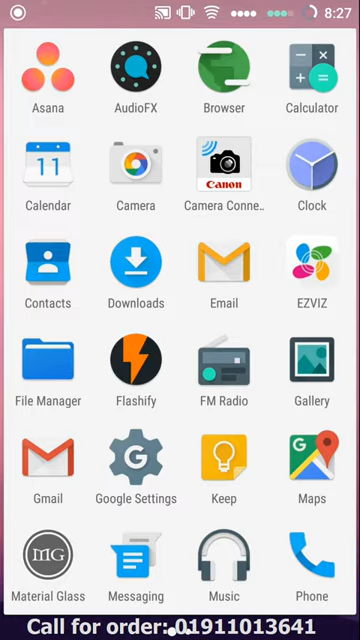 8:27
Asana AudioFX Browser Calculator
11
Canon
Calendar Camera Camera Conne.. Clock
Contacts Downloads Email EZVIZ
File Manager Flashify FM Radio Gallery
G
G
Gmail Google Settings Keep Maps
MG
Material Glass Messaging Music Phone
Call for order: 01911013641